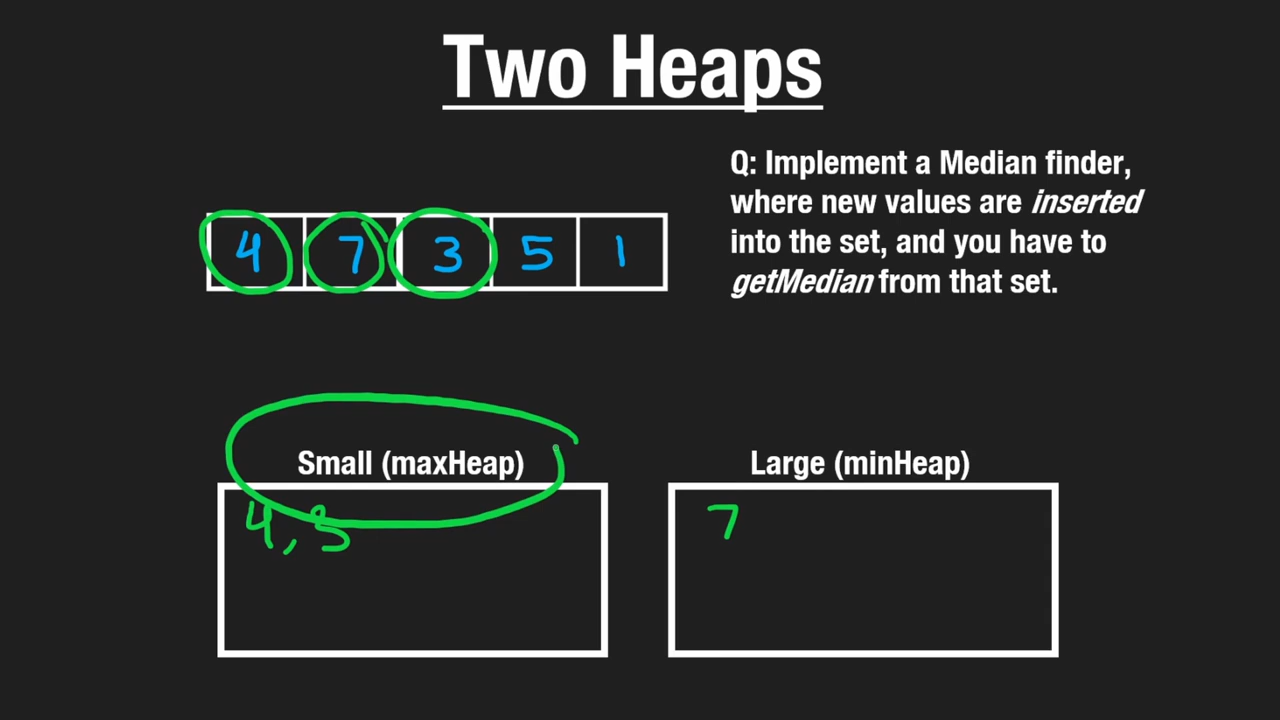 Two Heaps
Q: Implement a Median finder,
where new values are inserted
into the set, and you have to
getMedian from that set.
4 7 3 5 1
Small (maxHeap)
Large (minHeap)
4, 3
7